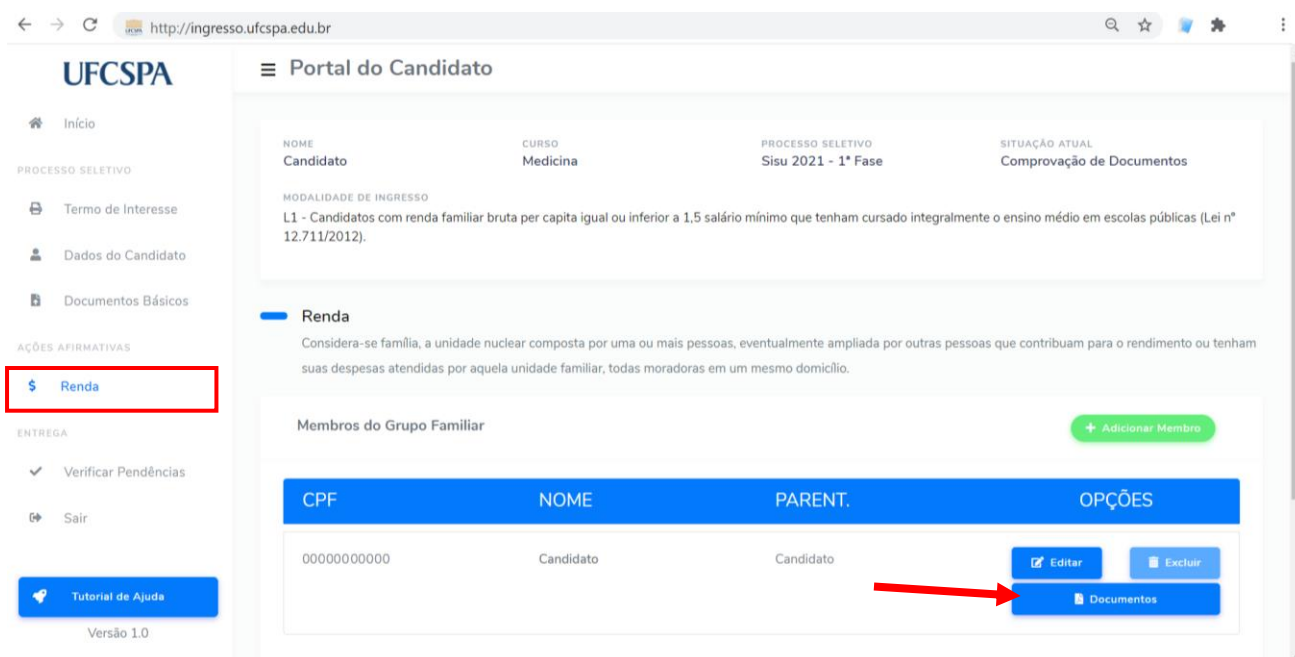 http://ingresso.ufcspa.edu.br
UFCSPA
Portal do Candidato
Início
PROCESSO SELETIVO
Termo de Interesse
Dados do Candidato
Documentos Básicos
AÇÕES AFIRMATIVAS
$ Renda
ENTREGA
Verificar Pendências
Sair
Tutorial de Ajuda
Versão 1.0
NOME CURSO PROCESSO SELETIVO SITUAÇÃO ATUAL
Candidato Medicina Sisu 2021 - 1ª Fase Comprovação de Documentos
MODALIDADE DE INGRESSO
L1 - Candidatos com renda familiar bruta per capita igual ou inferior a 1,5 salário mínimo que tenham cursado integralmente o ensino médio em escolas públicas (Lei nº
12.711/2012).
Renda
Considera-se família, a unidade nuclear composta por uma ou mais pessoas, eventualmente ampliada por outras pessoas que contribuam para o rendimento ou tenham
suas despesas atendidas por aquela unidade familiar, todas moradoras em um mesmo domicílio.
Membros do Grupo Familiar
+ Adicionar Membro
CPF NOME PARENT. OPÇÕES
00000000000 Candidato Candidato Editar Excluir
Documentos